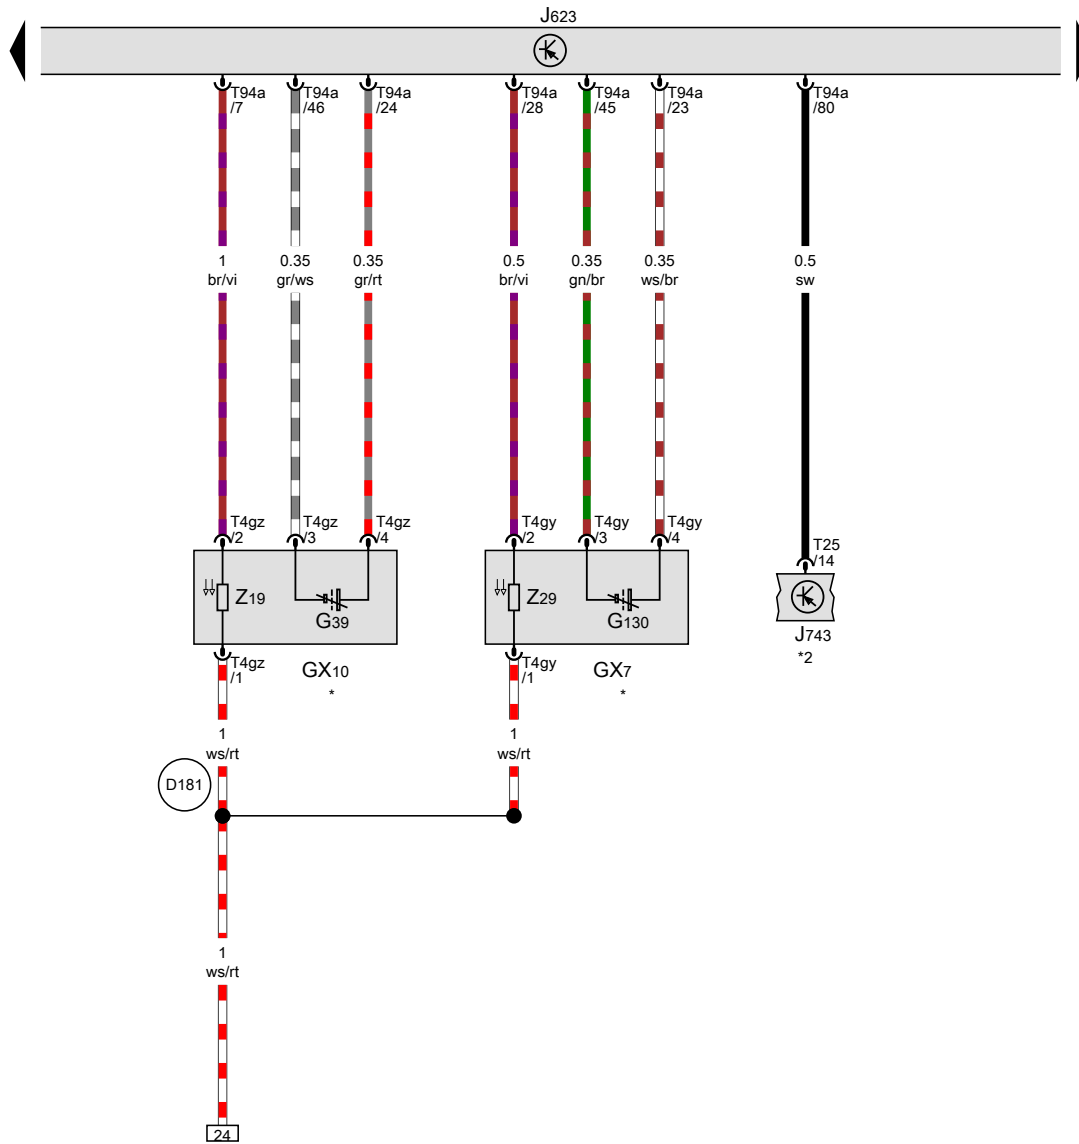 J623
T94a
/7
T94a
/46
T94a
/24
T94a
/28
T94a
/45
T94a
/23
T94a
/80
1
br/vi
0.35
gr/ws
0.35
gr/rt
0.5
br/vi
0.35
gn/br
0.35
ws/br
0.5
sw
T4gz
/2
T4gz
/3
T4gz
/4
T4gy
/2
T4gy
/3
T4gy
/4
T25
/14
Z19
G39
Z29
G130
J743
*2
T4gz
/1
GX10
*
T4gy
/1
GX7
*
1
ws/rt
1
ws/rt
D181
1
ws/rt
24